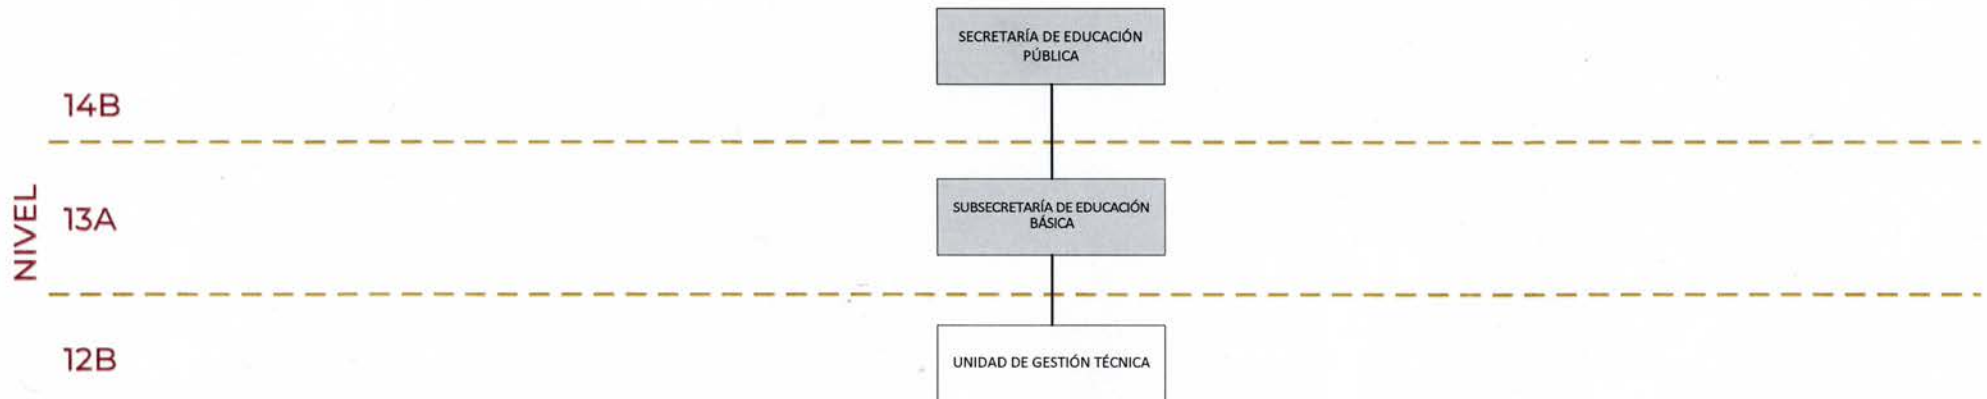 SECRETARÍA DE EDUCACIÓN
PÚBLICA
14B
NIVEL
13A
SUBSECRETARÍA DE EDUCACIÓN
BÁSICA
12B
UNIDAD DE GESTIÓN TÉCNICA